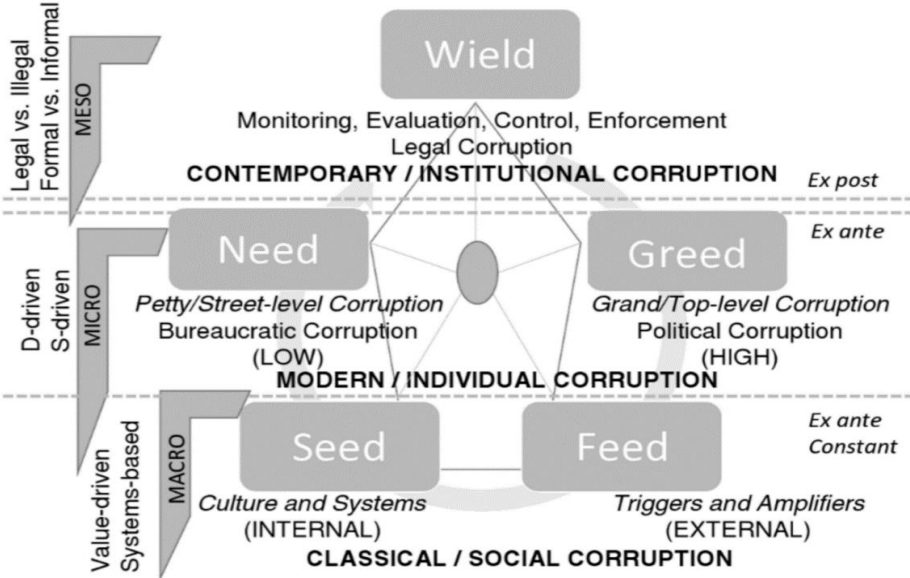 Wield
Legal vs. Illegal
Formal vs. Informal
MESO
Monitoring, Evaluation, Control, Enforcement
Legal Corruption
CONTEMPORARY / INSTITUTIONAL CORRUPTION
Ex post
Ex ante
Need
Greed
D-driven
S-driven
MICRO
Petty/Street-level Corruption
Bureaucratic Corruption
(LOW)
Grand/Top-level Corruption
Political Corruption
(HIGH)
MODERN / INDIVIDUAL CORRUPTION
Ex ante
Constant
Seed
Feed
Value-driven
Systems-based
MACRO
Culture and Systems
(INTERNAL)
Triggers and Amplifiers
(EXTERNAL)
CLASSICAL / SOCIAL CORRUPTION